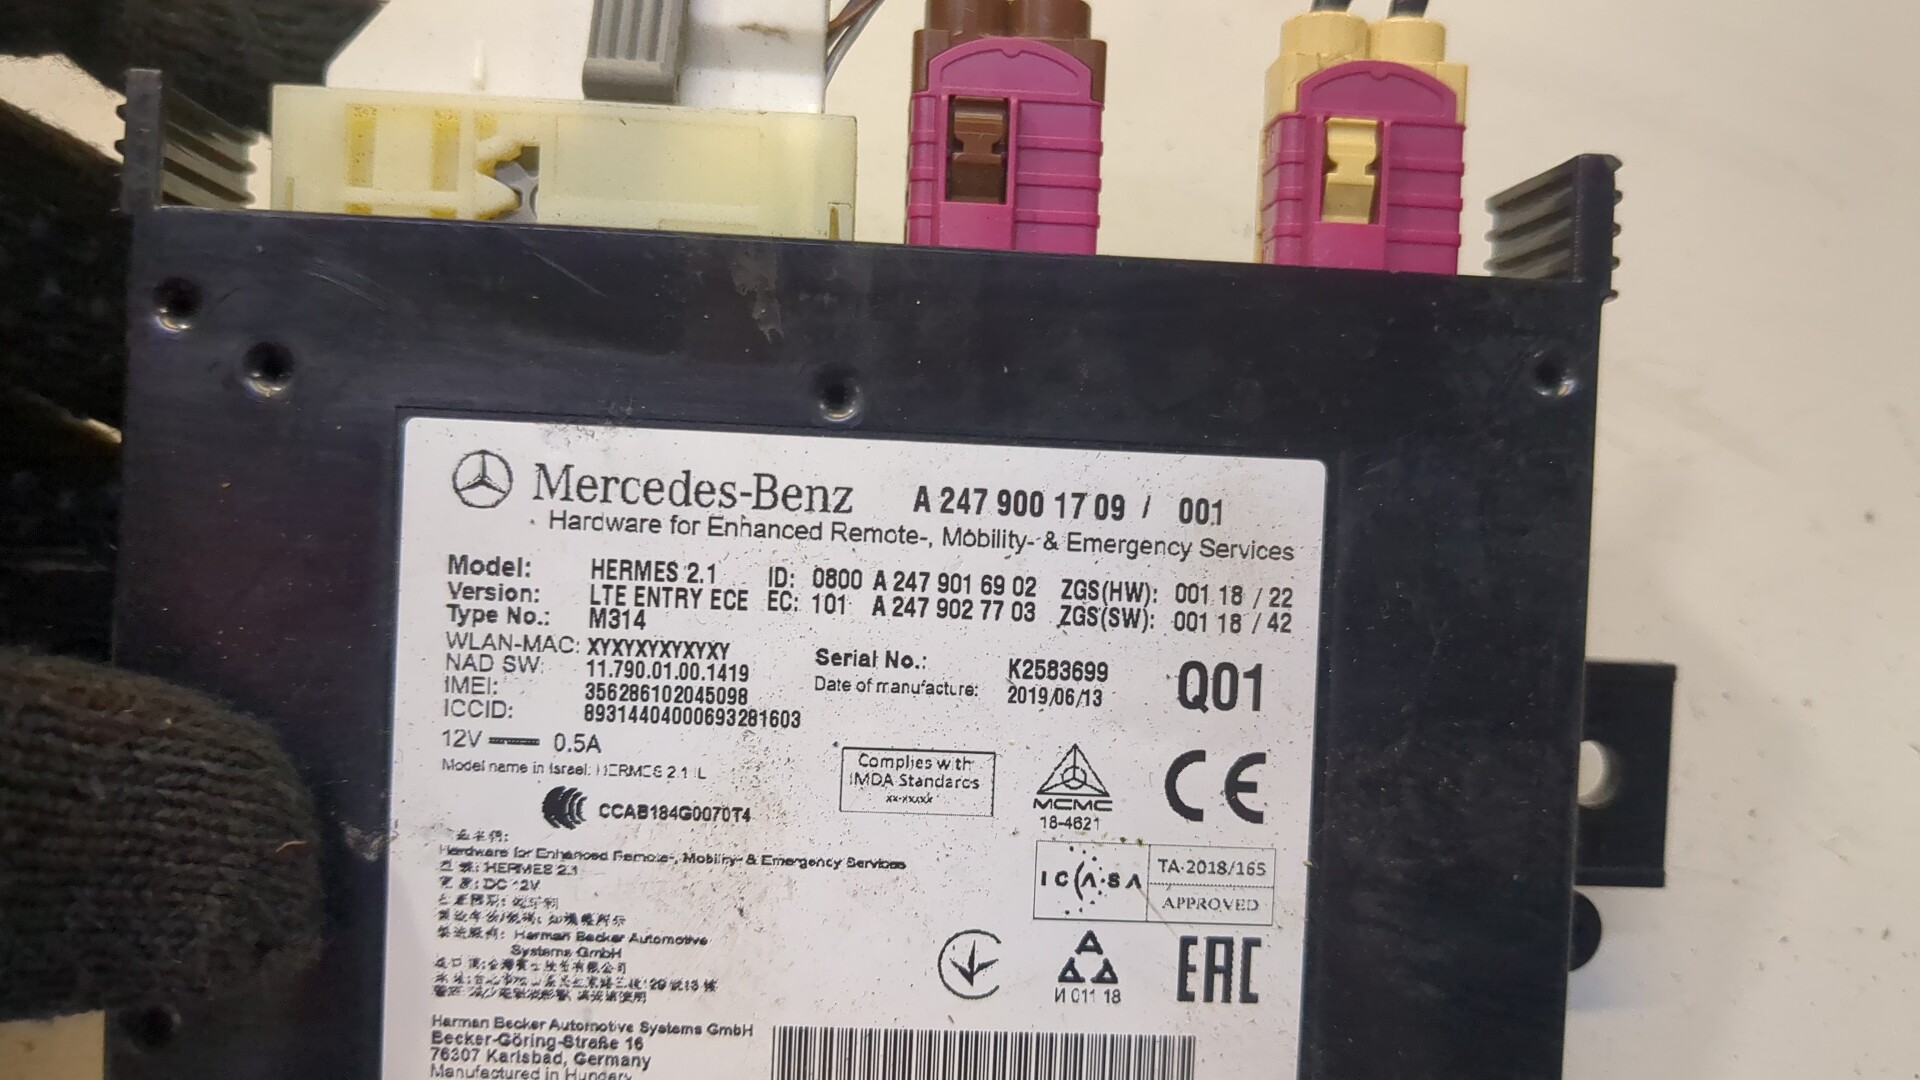 Mercedes-Benz A 247 900 17 09 / 001
Hardware for Enhanced Remote-, Mobility- & Emergency Services
Model: HERMES 2.1 ID: 0800 A 247 901 69 02 ZGS(HW): 001 18 / 22
Version: LTE ENTRY ECE EC: 101 A 247 902 77 03 ZGS(SW): 001 18 / 42
Type No.: M314
WLAN-MAC: XYXYXYXYXYXY
NAD SW: 11.790.01.00.1419
IMEI: 356286102045098
ICCID: 89314404000693281603
Serial No.: K2583699
Date of manufacture: 2019/06/13
Q01
12V 0.5A
Model name in Israel: HERMES 2.1 IL
Complies with
IMDA Standards
xx-xxxxx
MCMC
18-4621
CE
CCAB184G0070T4
Hardware for Enhanced Remote-, Mobility- & Emergency Services
HERMES 2.1
DC 12V
Harman Becker Automotive
Systems GmbH
ICASA TA-2018/165
APPROVED
И 011 18
EAC
Harman Becker Automotive Systems GmbH
Becker-Göring-Straße 16
76307 Karlsbad, Germany
Manufactured in Hungary